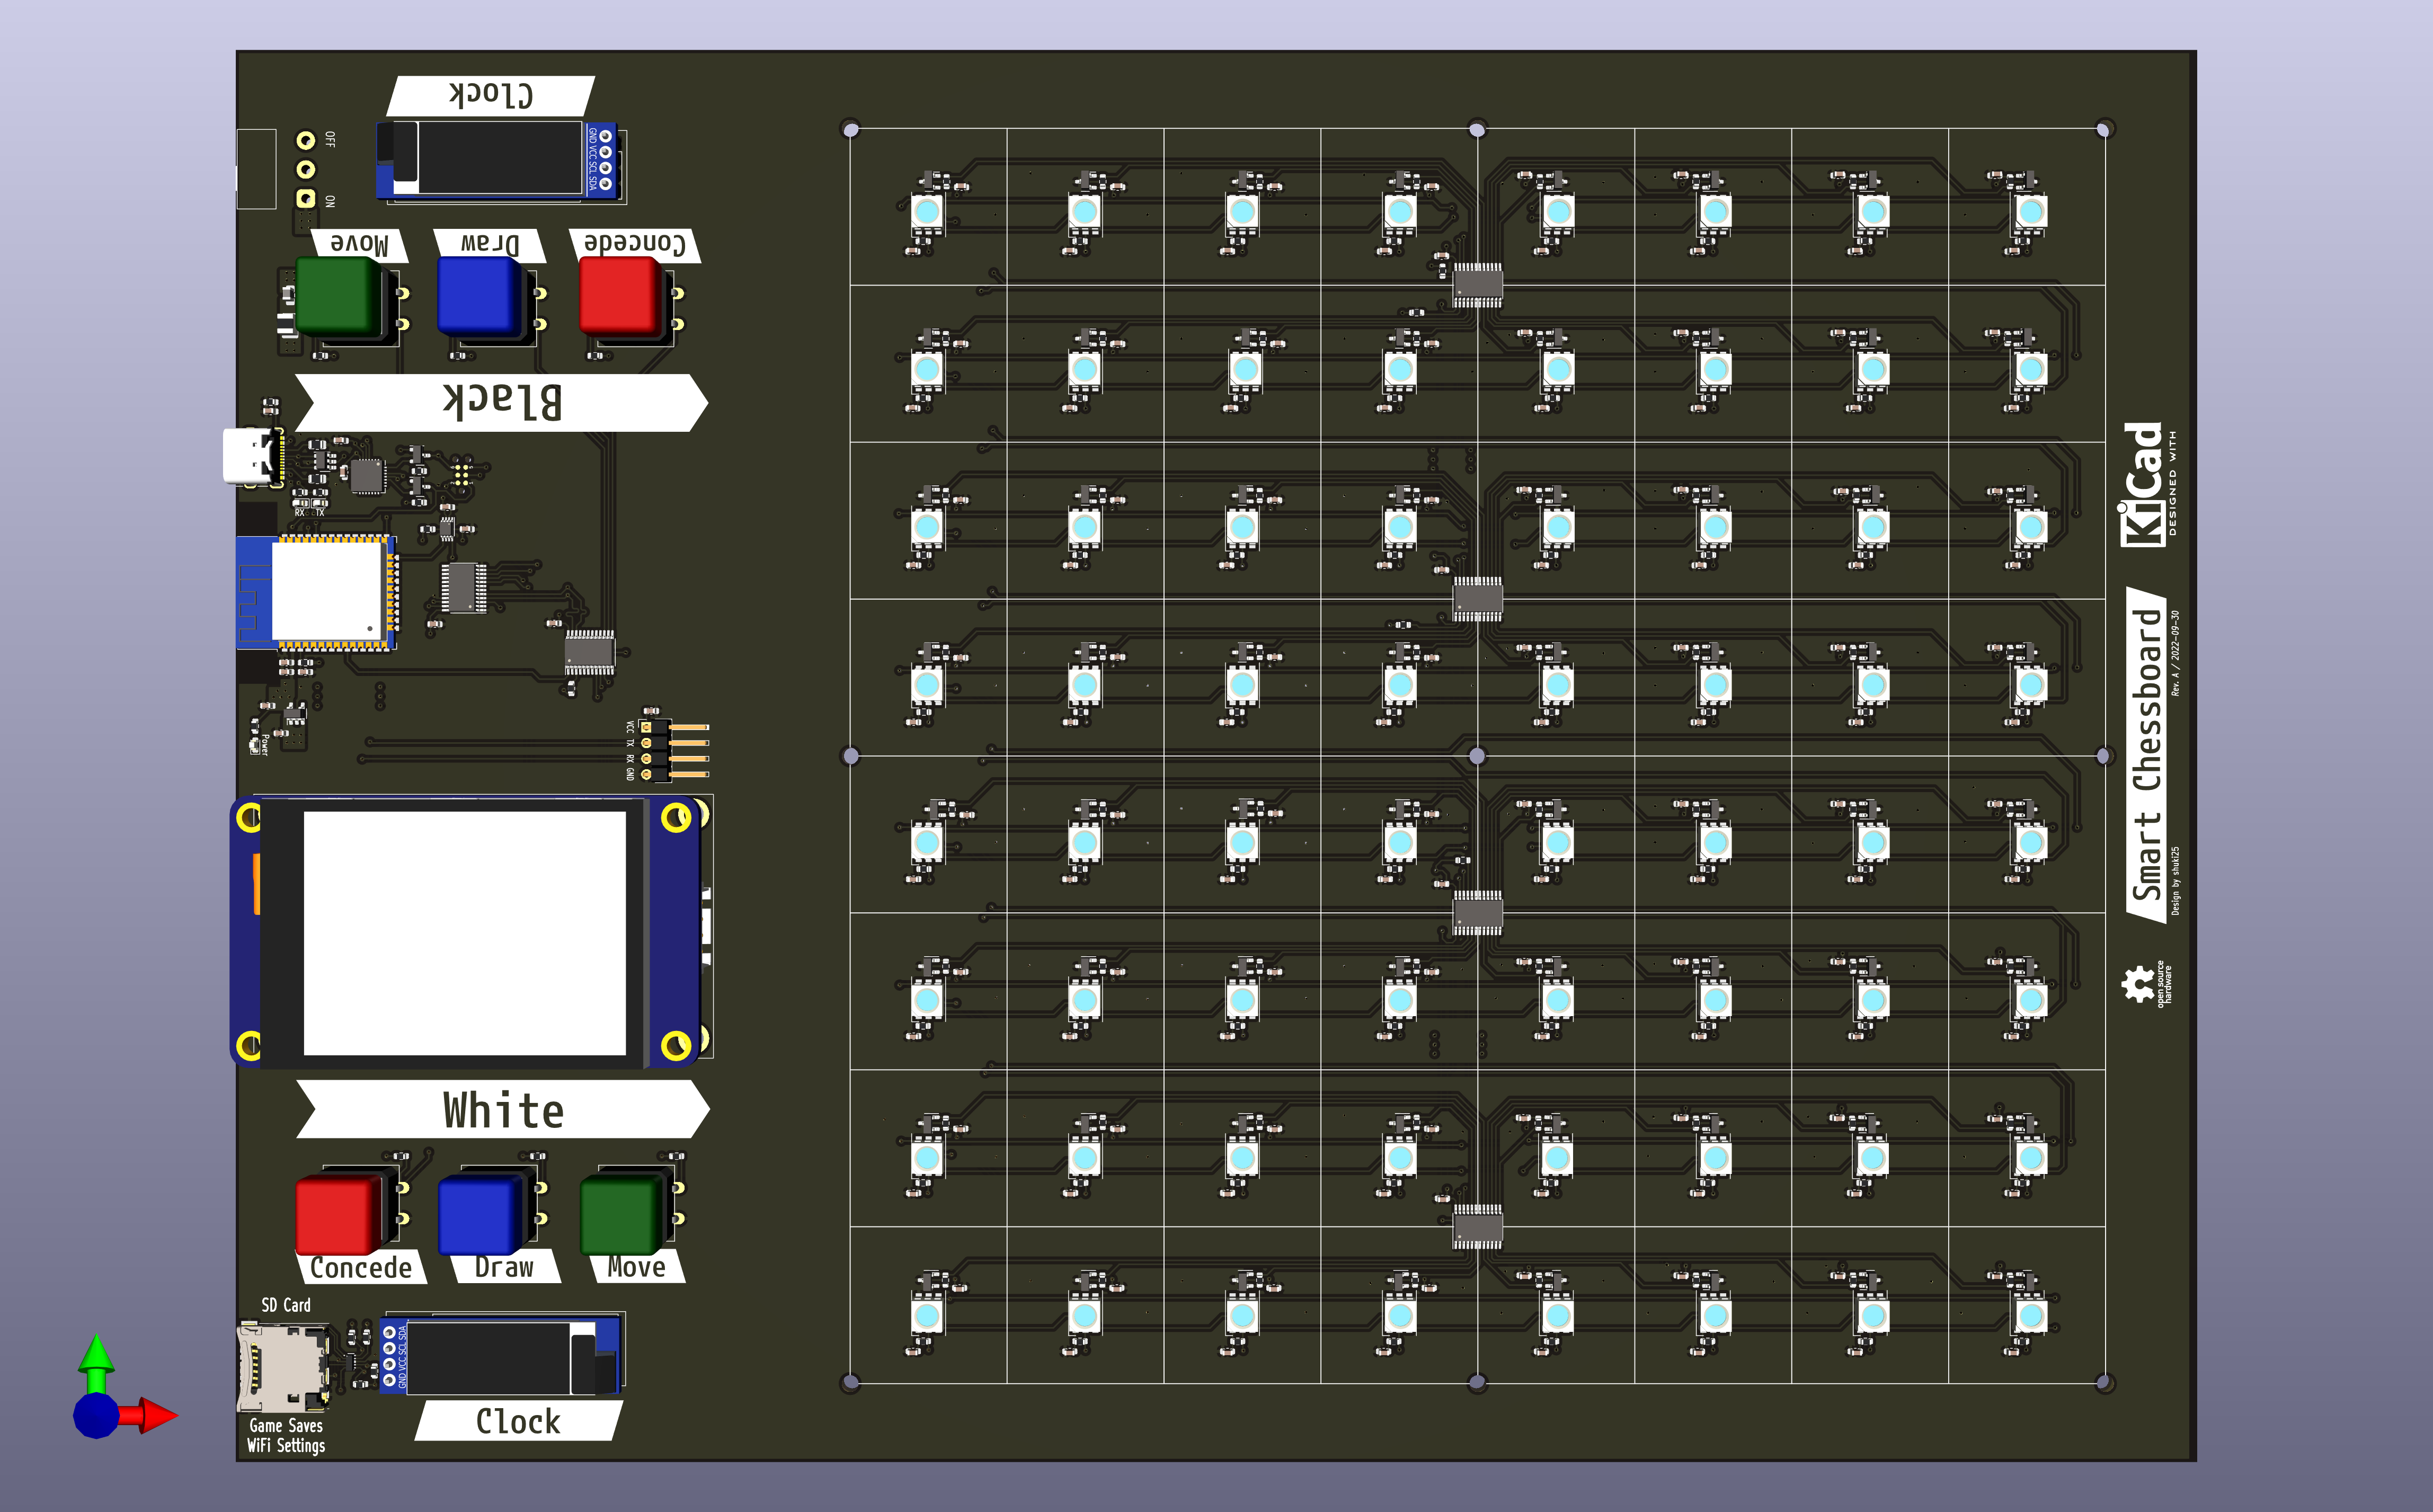 Clock
OFF
ON
GND VCC SCL SDA
Move
Draw
Concede
Black
RX TX
Power
VCC
TX
RX
GND
White
Concede
Draw
Move
SD Card
GND VCC SCL SDA
Game Saves
WiFi Settings
Clock
KiCad
DESIGNED WITH
Smart Chessboard
Rev. A / 2022-09-30
Design by shuki25
open source
hardware